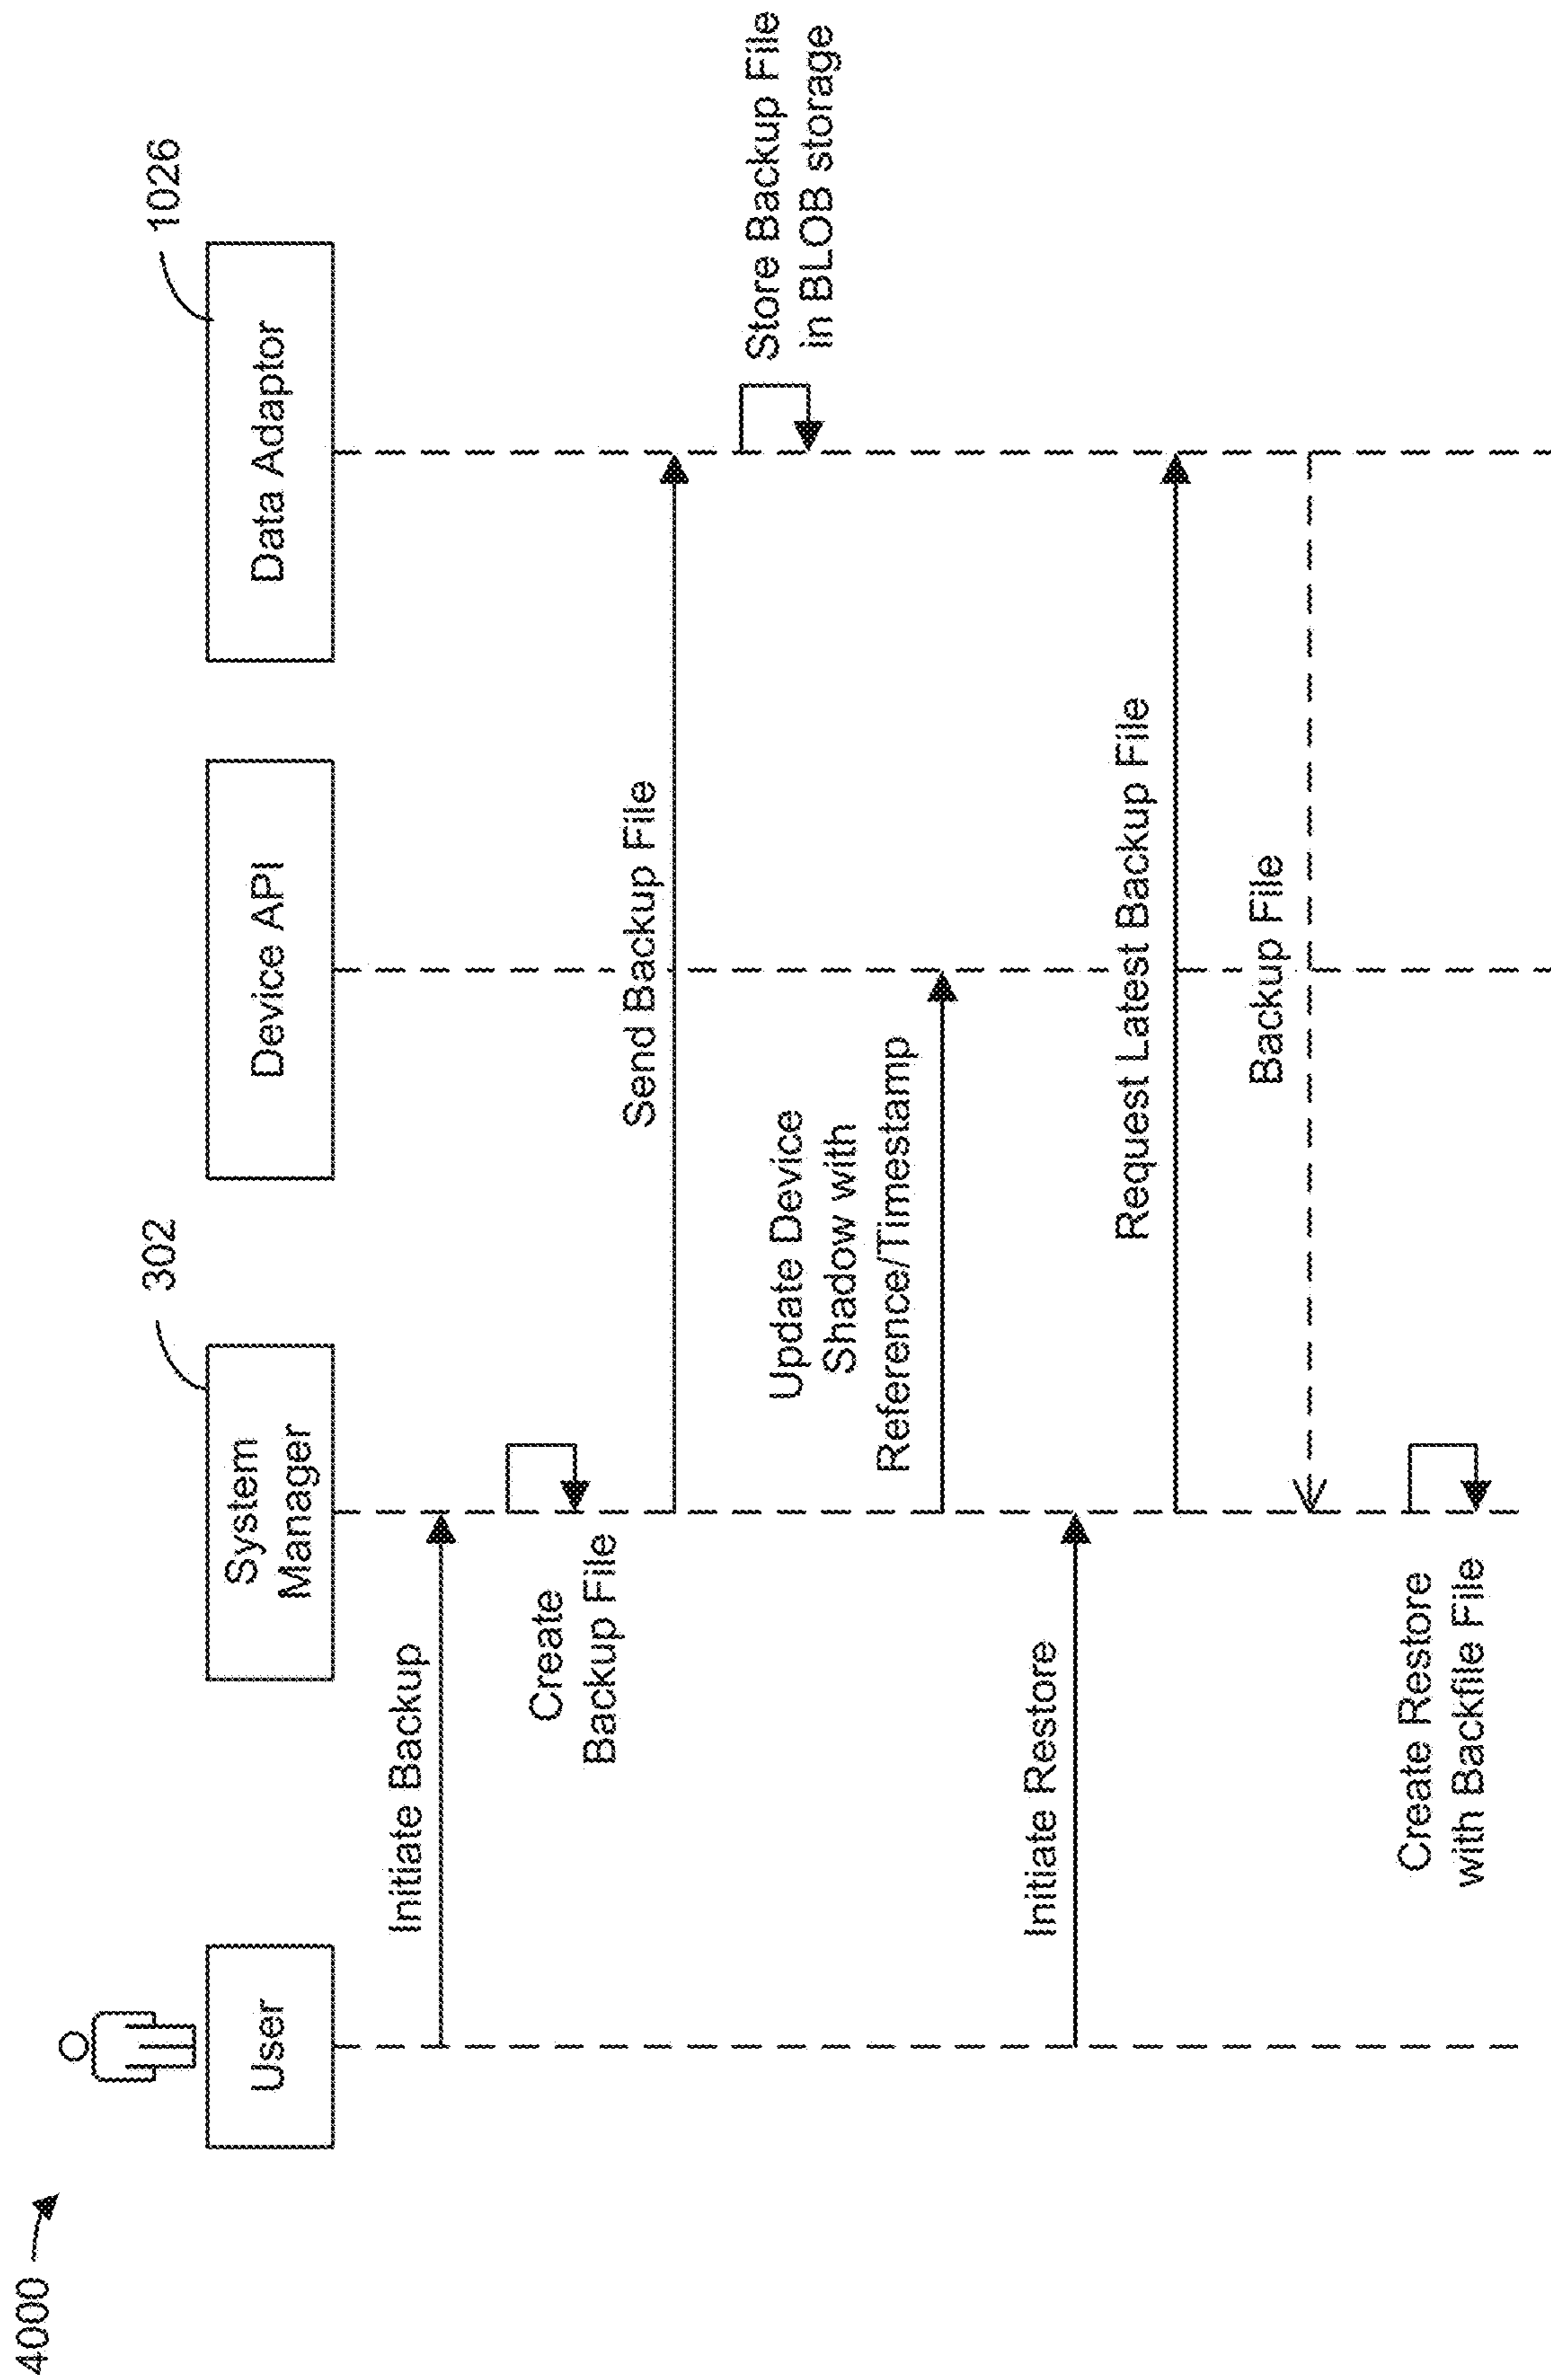 4000
User
System
Manager
302
Device API
Data Adaptor
1026
Initiate Backup
Create
Backup File
Send Backup File
Store Backup File
in BLOB storage
Update Device
Shadow with
Reference/Timestamp
Initiate Restore
Request Latest Backup File
Backup File
Create Restore
with Backfile File